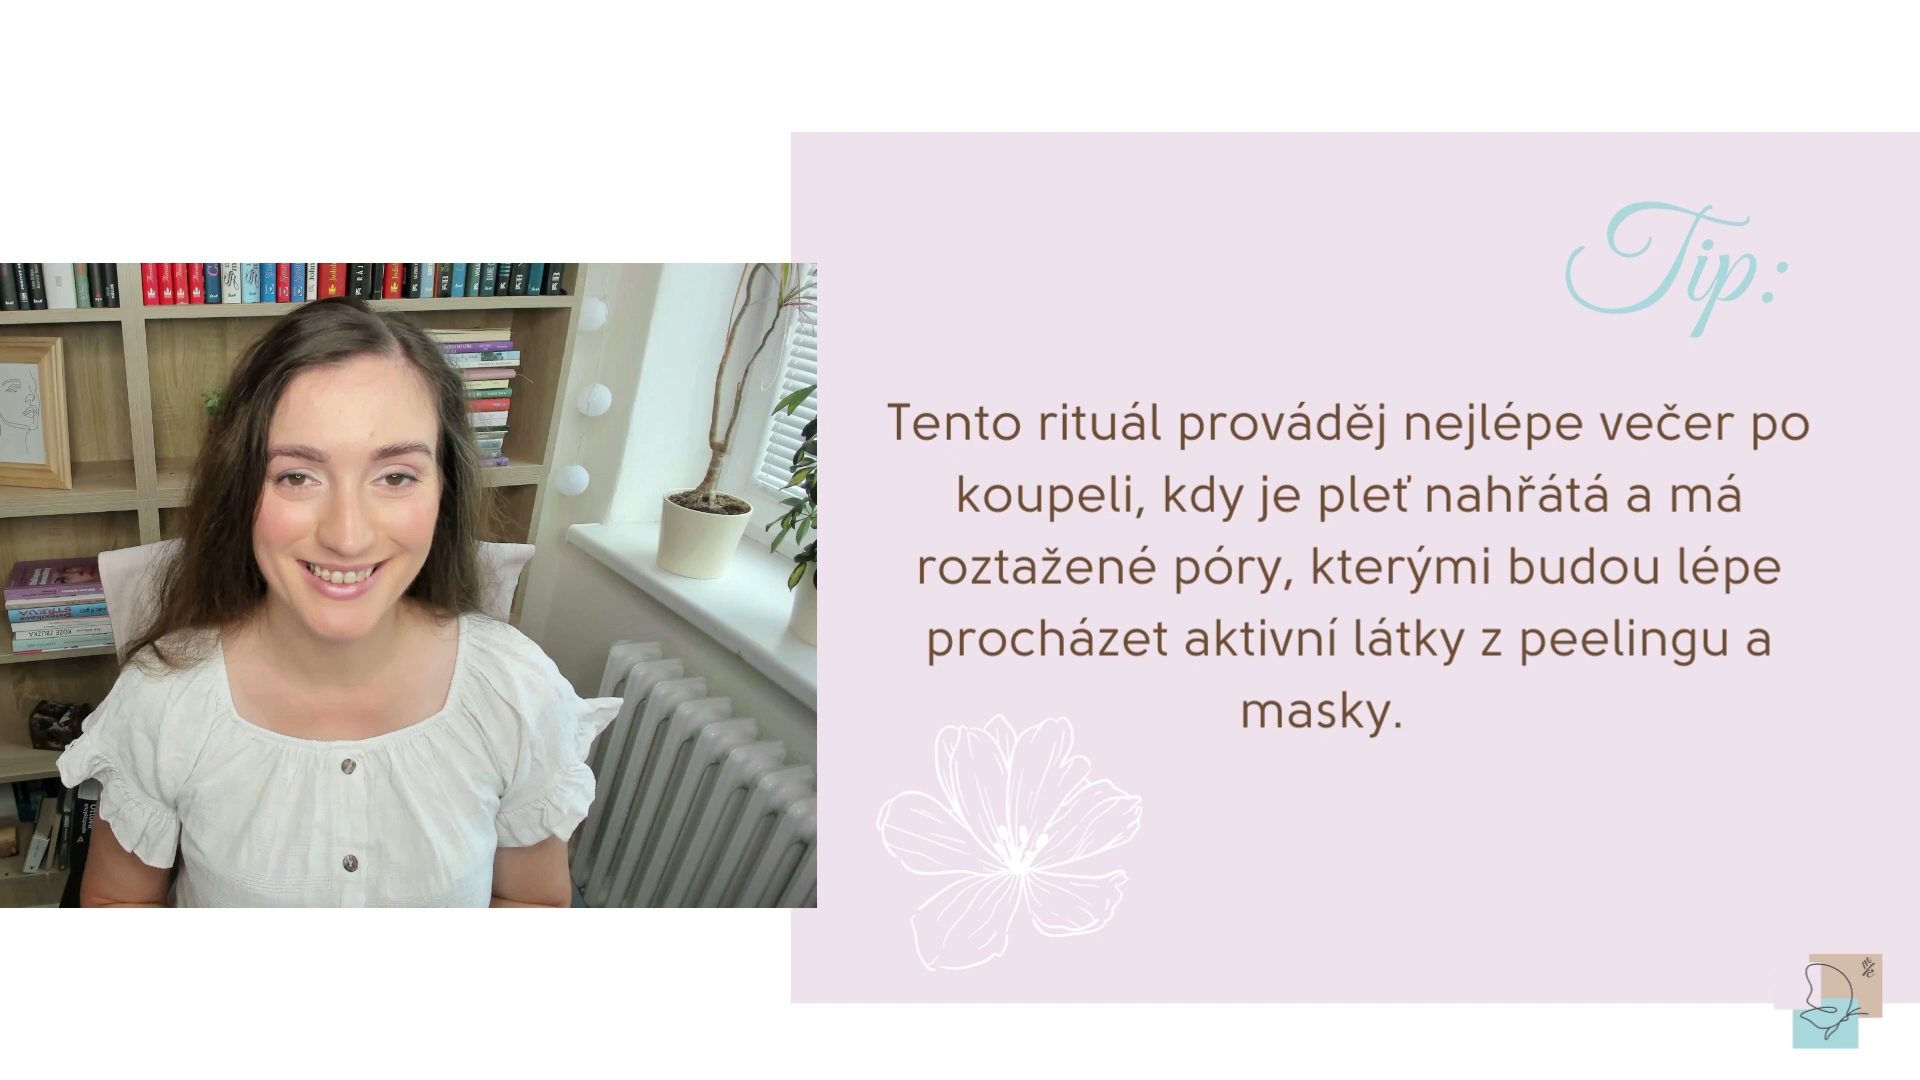 Tip:
Tento rituál prováděj nejlépe večer po
koupeli, kdy je pleť nahřátá a má
roztažené póry, kterými budou lépe
procházet aktivní látky z peelingu a
masky.